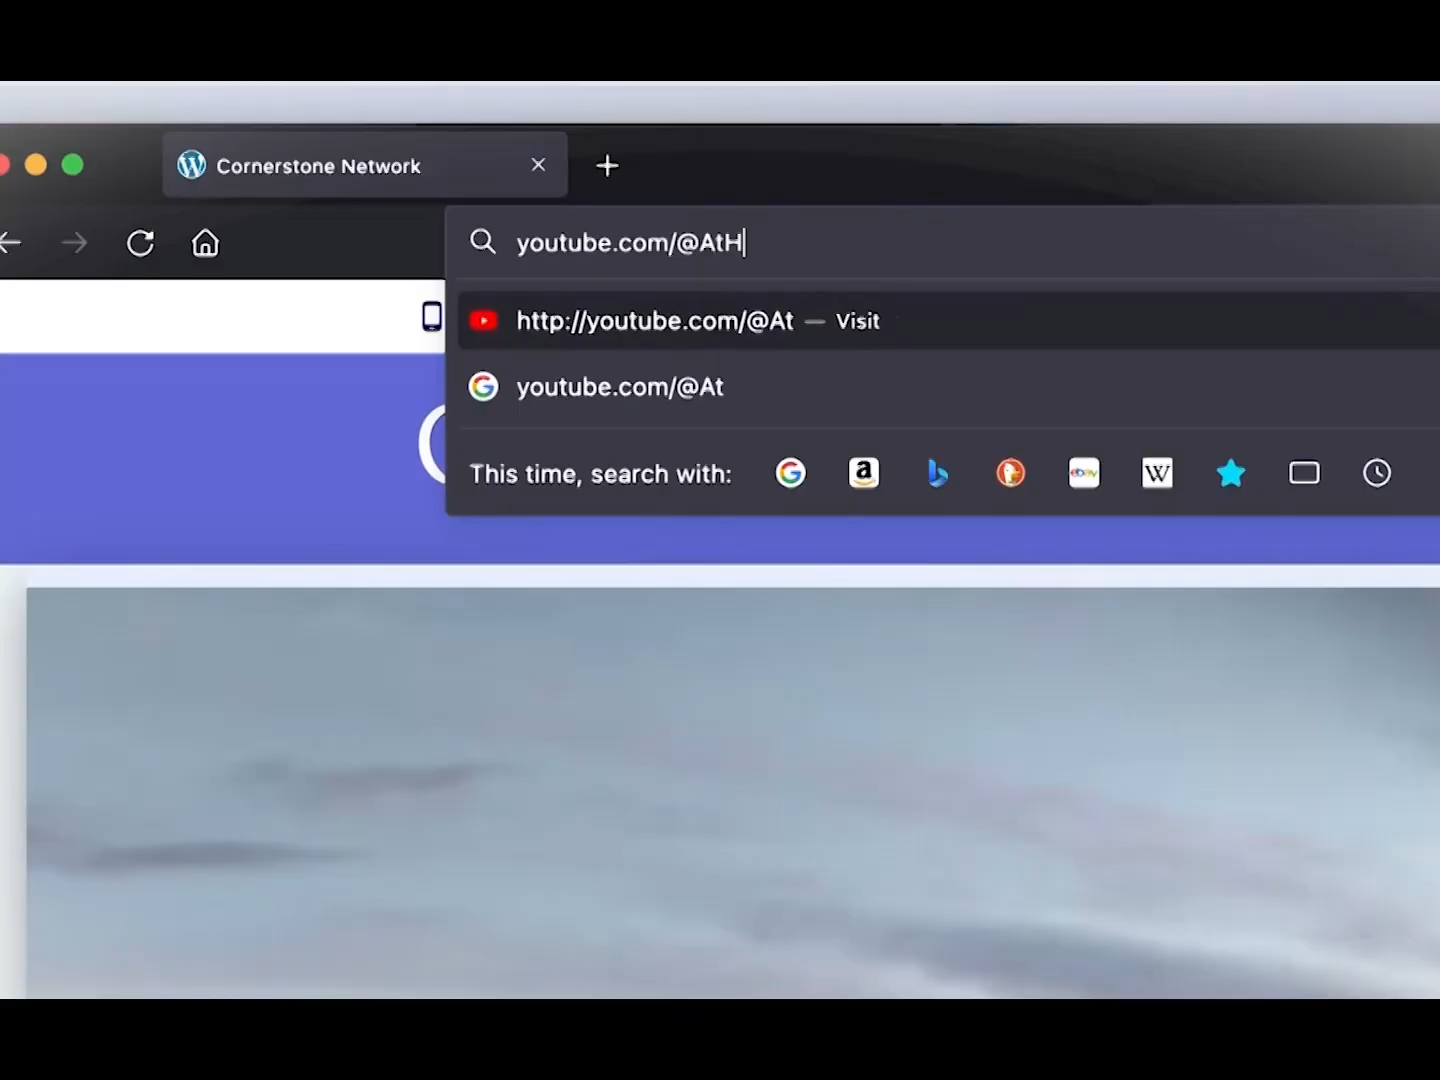 Cornerstone Network
youtube.com/@AtH
http://youtube.com/@At — Visit
youtube.com/@At
This time, search with: